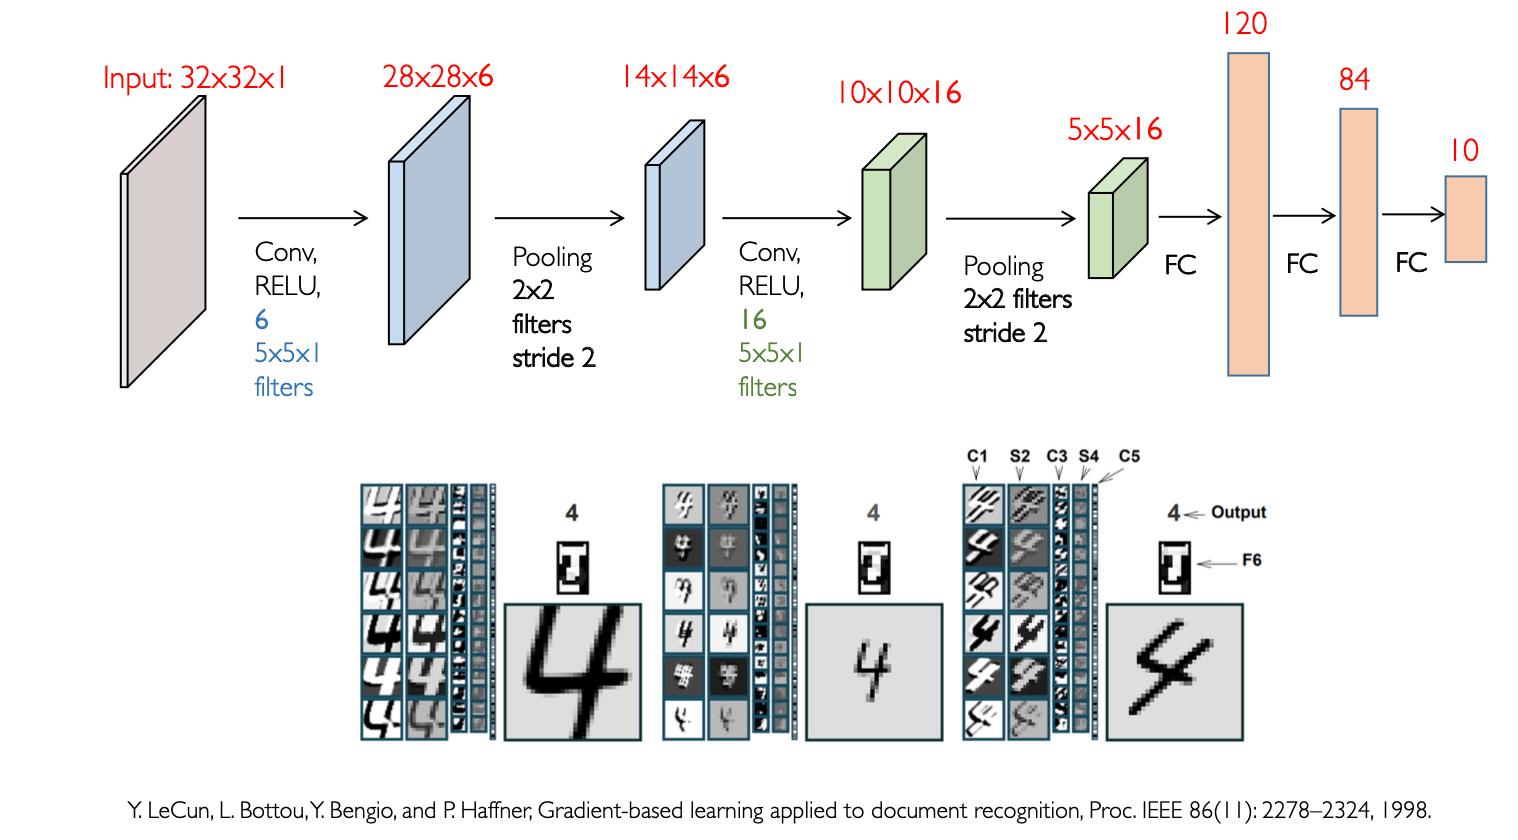 Input: 32x32x1
28x28x6
14x14x6
10x10x16
5x5x16
120
84
10
Conv,
RELU,
6
5x5x1
filters
Pooling
2x2
filters
stride 2
Conv,
RELU,
16
5x5x1
filters
Pooling
2x2 filters
stride 2
FC
FC
FC
4
4
C1 S2 C3 S4 C5
4 Output
F6
Y. LeCun, L. Bottou, Y. Bengio, and P. Haffner, Gradient-based learning applied to document recognition, Proc. IEEE 86(11): 2278–2324, 1998.
4
4
4